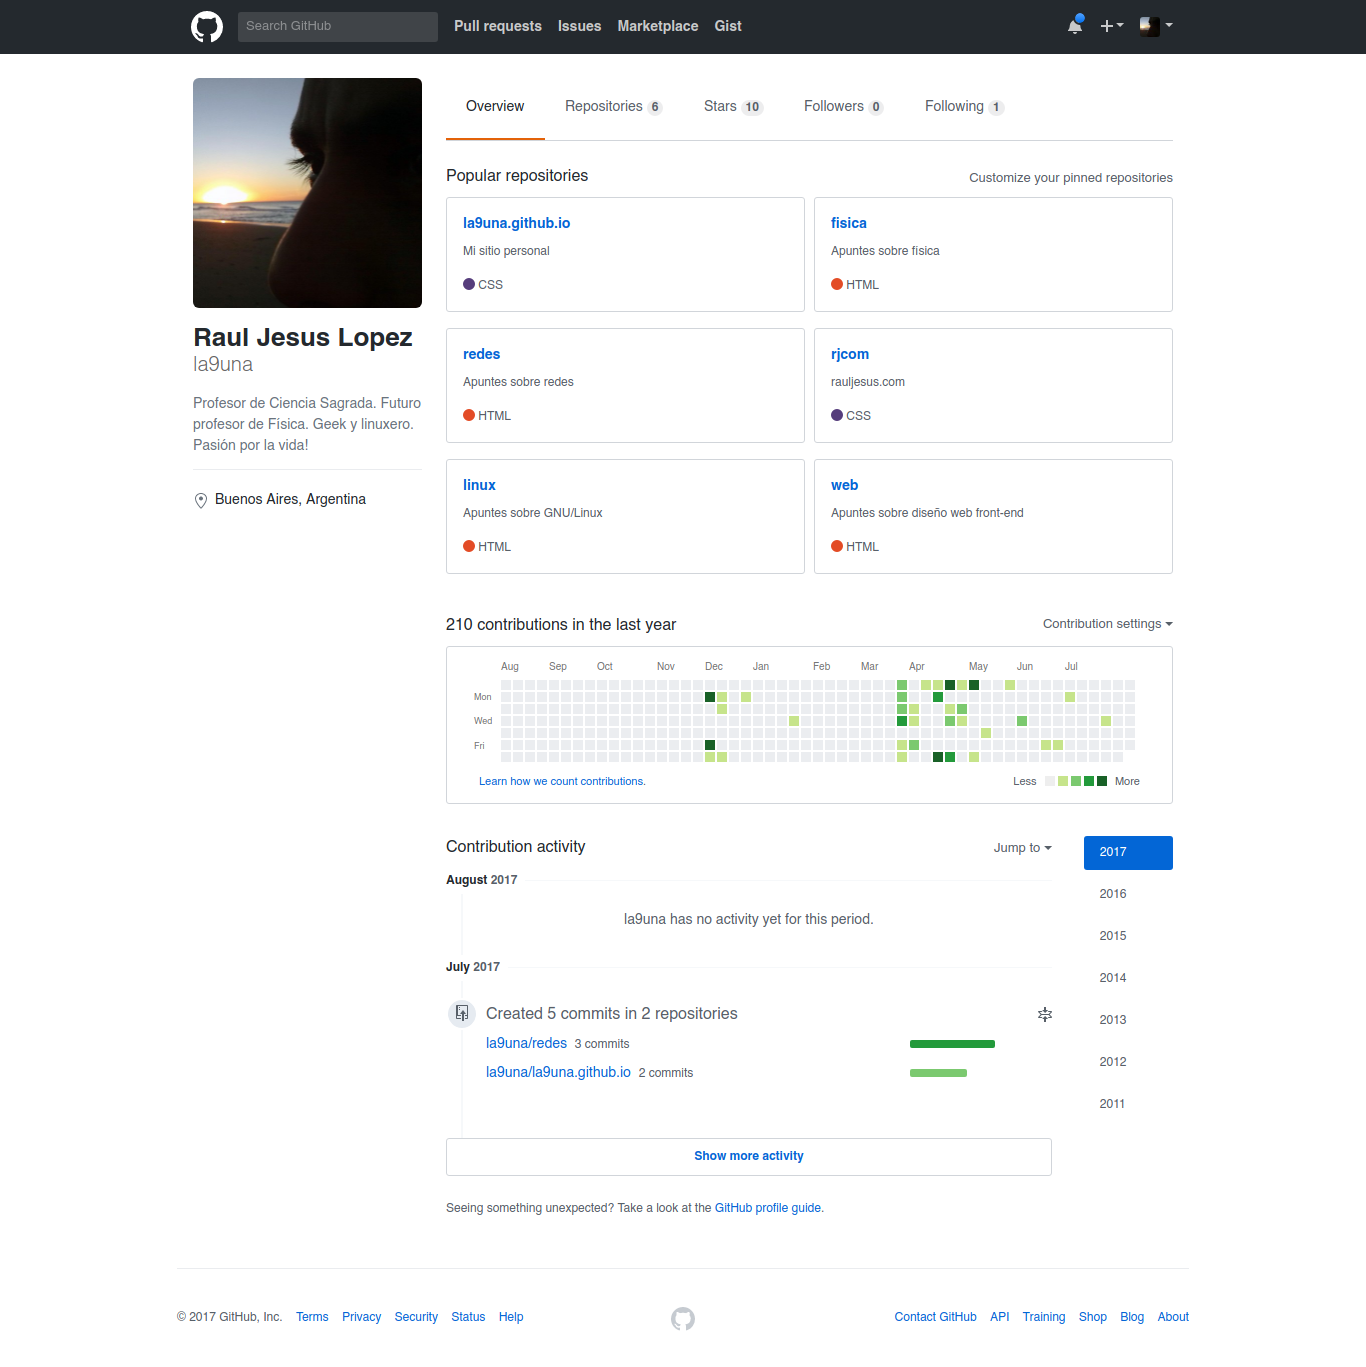 Search GitHub Pull requests Issues Marketplace Gist
Overview Repositories 6 Stars 10 Followers 0 Following 1
Popular repositories Customize your pinned repositories
la9una.github.io
Mi sitio personal
CSS
fisica
Apuntes sobre física
HTML
redes
Apuntes sobre redes
HTML
rjcom
rauljesus.com
CSS
linux
Apuntes sobre GNU/Linux
HTML
web
Apuntes sobre diseño web front-end
HTML
Raul Jesus Lopez
la9una
Profesor de Ciencia Sagrada. Futuro
profesor de Física. Geek y linuxero.
Pasión por la vida!
Buenos Aires, Argentina
210 contributions in the last year Contribution settings
Aug Sep Oct Nov Dec Jan Feb Mar Apr May Jun Jul
Mon
Wed
Fri
Learn how we count contributions. Less More
Contribution activity Jump to
August 2017
la9una has no activity yet for this period.
July 2017
Created 5 commits in 2 repositories
la9una/redes 3 commits
la9una/la9una.github.io 2 commits
Show more activity
2017
2016
2015
2014
2013
2012
2011
Seeing something unexpected? Take a look at the GitHub profile guide.
© 2017 GitHub, Inc. Terms Privacy Security Status Help Contact GitHub API Training Shop Blog About